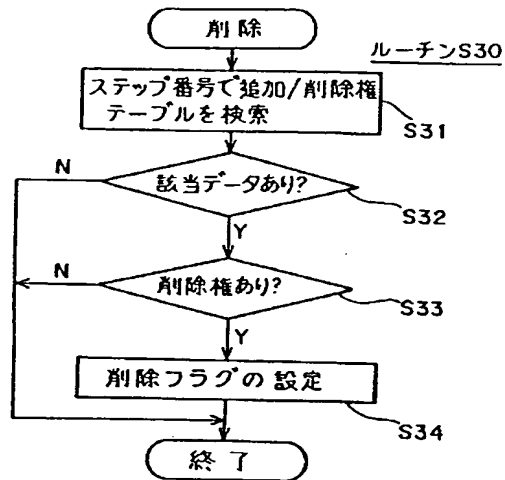 削除
ルーチンS30
ステップ番号で追加/削除権
テーブルを検索
S31
N
該当データあり?
S32
Y
N
削除権あり?
S33
Y
削除フラグの設定
S34
終了